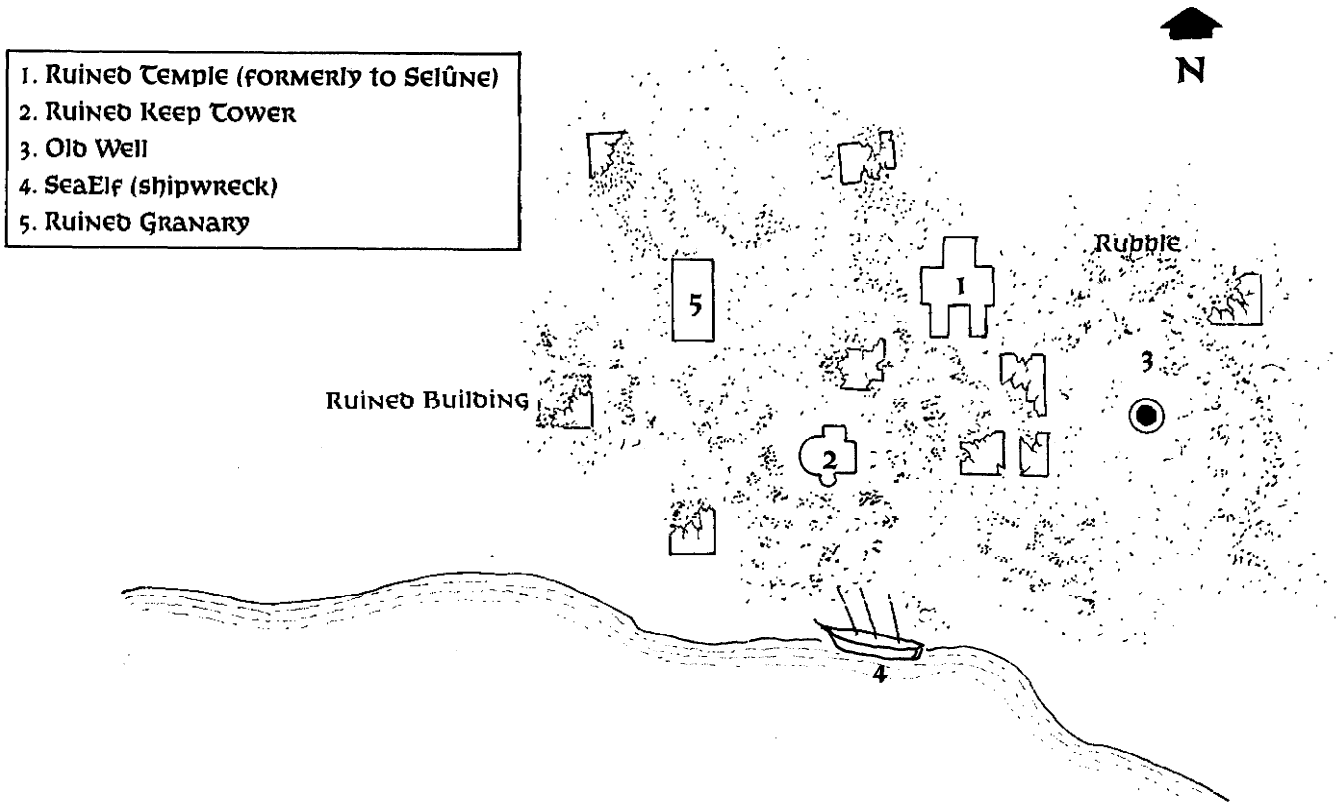 N
1. Ruined Temple (formerly to Selûne)
2. Ruined Keep Tower
3. Old Well
4. SeaElf (shipwreck)
5. Ruined Granary
Rubble
1
5
3
Ruined Building
2
4